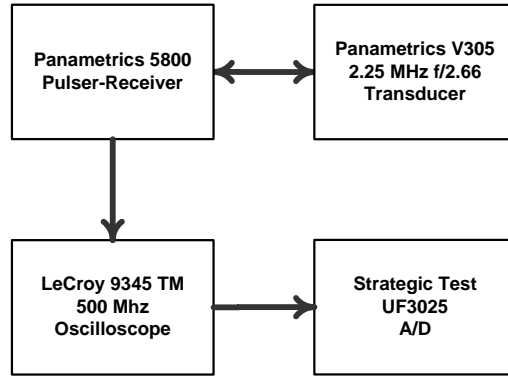 Panametrics 5800
Pulser-Receiver
Panametrics V305
2.25 MHz f/2.66
Transducer
LeCroy 9345 TM
500 Mhz
Oscilloscope
Strategic Test
UF3025
A/D